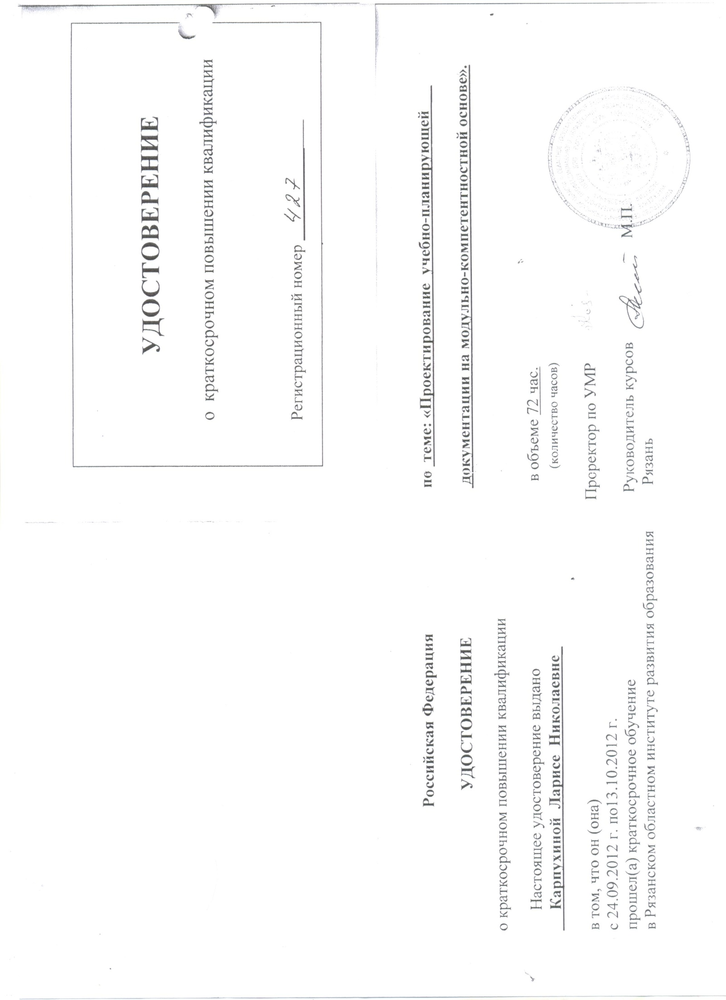 УДОСТОВЕРЕНИЕ
о краткосрочном повышении квалификации
Регистрационный номер 427
Российская Федерация
УДОСТОВЕРЕНИЕ
о краткосрочном повышении квалификации
Настоящее удостоверение выдано
Карпухиной Ларисе Николаевне
в том, что он (она)
с 24.09.2012 г. по13.10.2012 г.
прошел(а) краткосрочное обучение
в Рязанском областном институте развития образования
по теме: «Проектирование учебно-планирующей
документации на модульно-компетентностной основе».
в объеме 72 час.
(количество часов)
Проректор по УМР
Руководитель курсов М.П.
Рязань